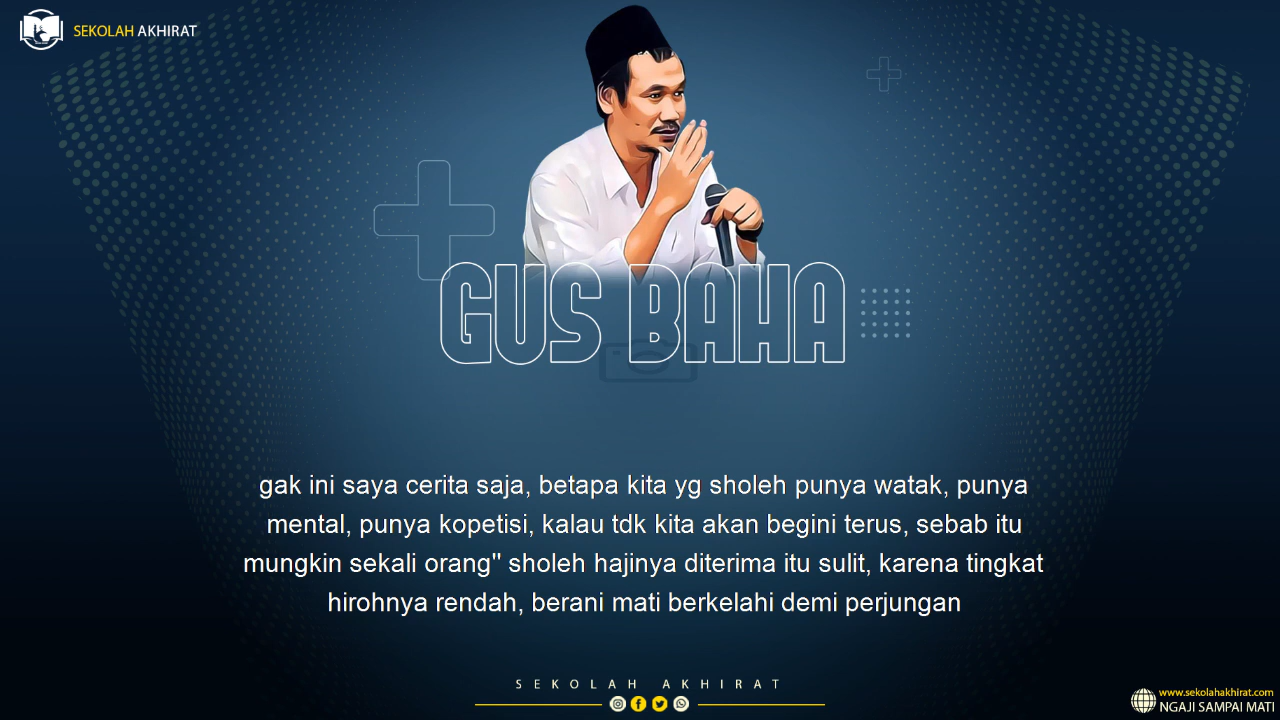 SEKOLAH AKHIRAT
GUS BAHA
gak ini saya cerita saja, betapa kita yg sholeh punya watak, punya
mental, punya kopetisi, kalau tdk kita akan begini terus, sebab itu
mungkin sekali orang" sholeh hajinya diterima itu sulit, karena tingkat
hirohnya rendah, berani mati berkelahi demi perjungan
SEKOLAH AKHIRAT
www.sekolahakhirat.com
NGAJI SAMPAI MATI